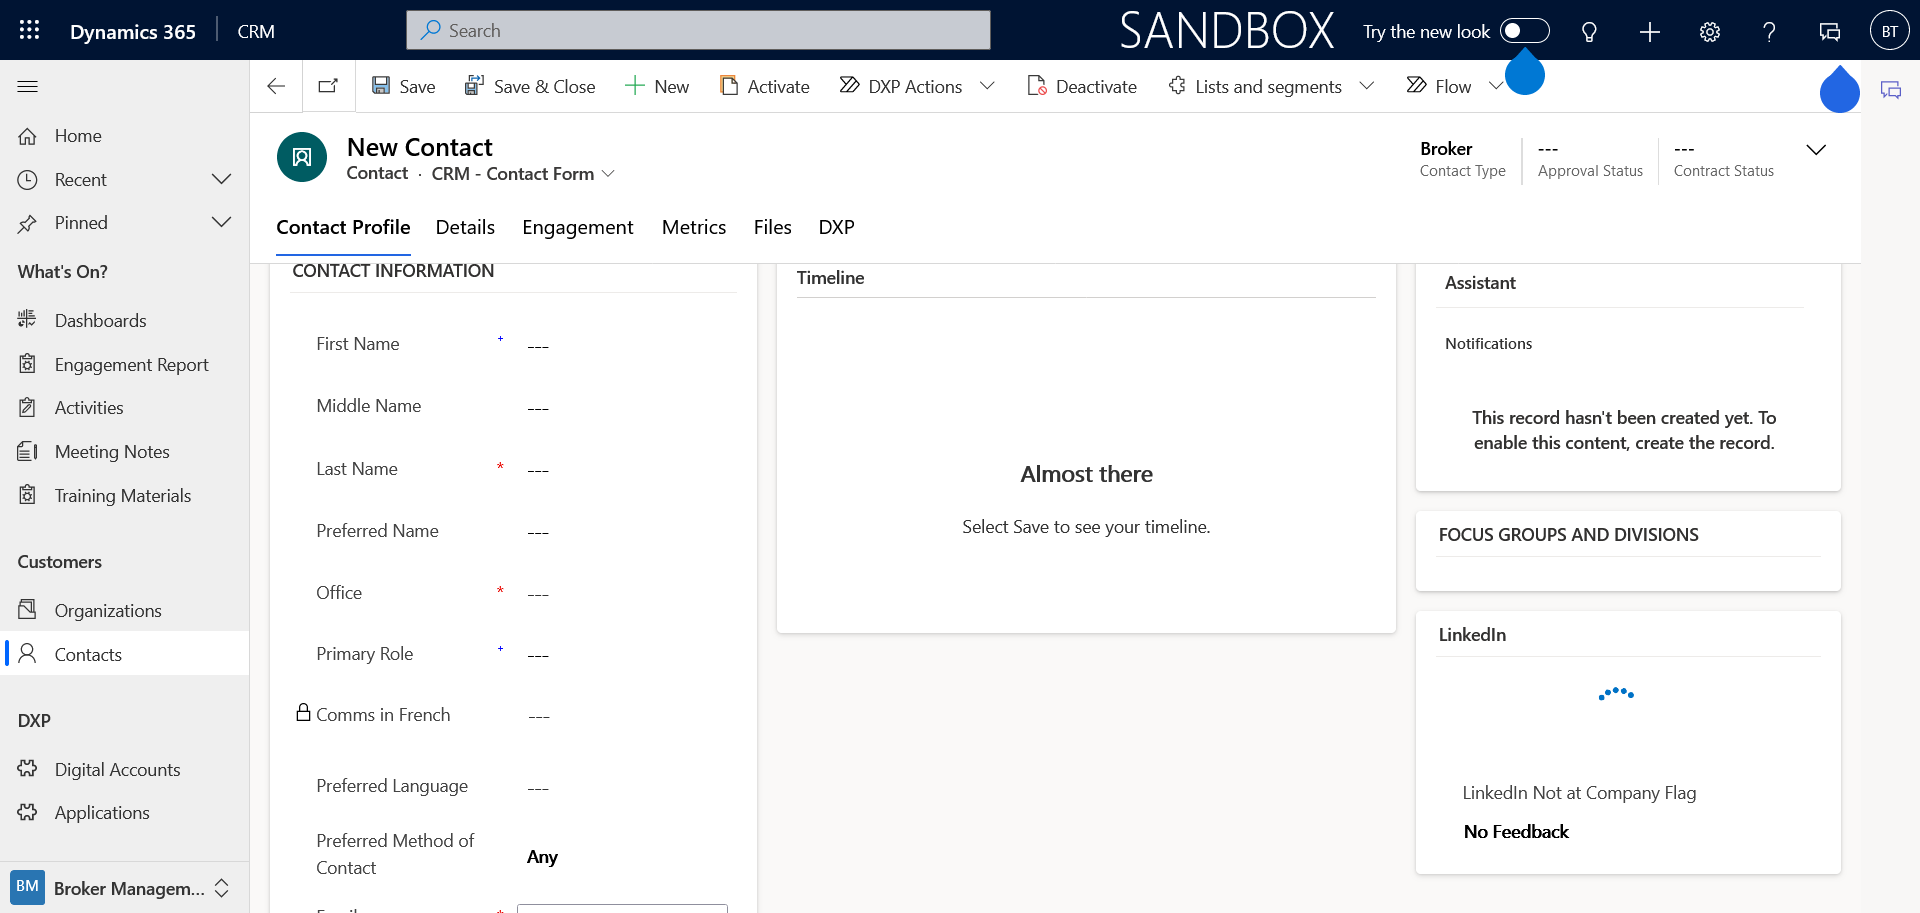 Dynamics 365
CRM
Search
SANDBOX
Try the new look
BT
Save
Save & Close
New
Activate
DXP Actions
Deactivate
Lists and segments
Flow
Home
Recent
Pinned
What's On?
Dashboards
Engagement Report
Activities
Meeting Notes
Training Materials
Customers
Organizations
Contacts
DXP
Digital Accounts
Applications
BM
Broker Managem...
New Contact
Contact · CRM - Contact Form
Broker
Contact Type
---
Approval Status
---
Contract Status
Contact Profile
Details
Engagement
Metrics
Files
DXP
CONTACT INFORMATION
First Name + ---
Middle Name ---
Last Name * ---
Preferred Name ---
Office * ---
Primary Role + ---
Comms in French ---
Preferred Language ---
Preferred Method of
Contact
Any
Timeline
Almost there
Select Save to see your timeline.
Assistant
Notifications
This record hasn't been created yet. To
enable this content, create the record.
FOCUS GROUPS AND DIVISIONS
LinkedIn
LinkedIn Not at Company Flag
No Feedback